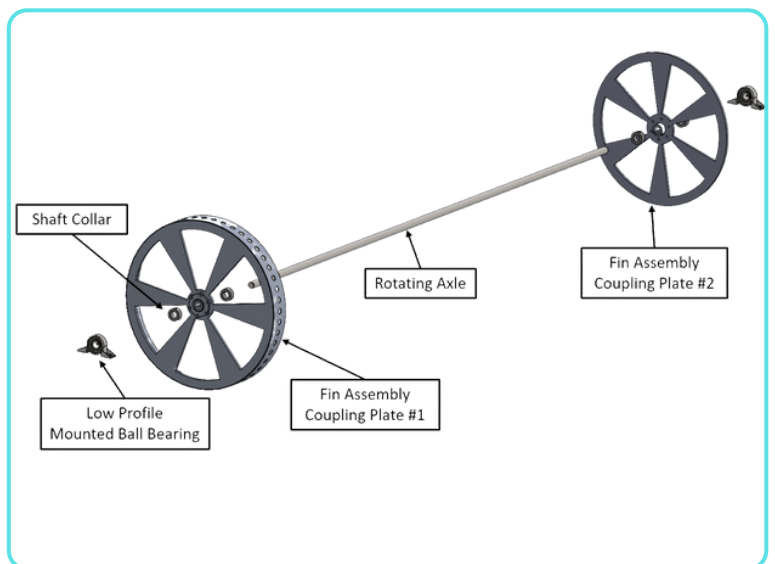 Shaft Collar
Rotating Axle
Fin Assembly
Coupling Plate #2
Fin Assembly
Coupling Plate #1
Low Profile
Mounted Ball Bearing